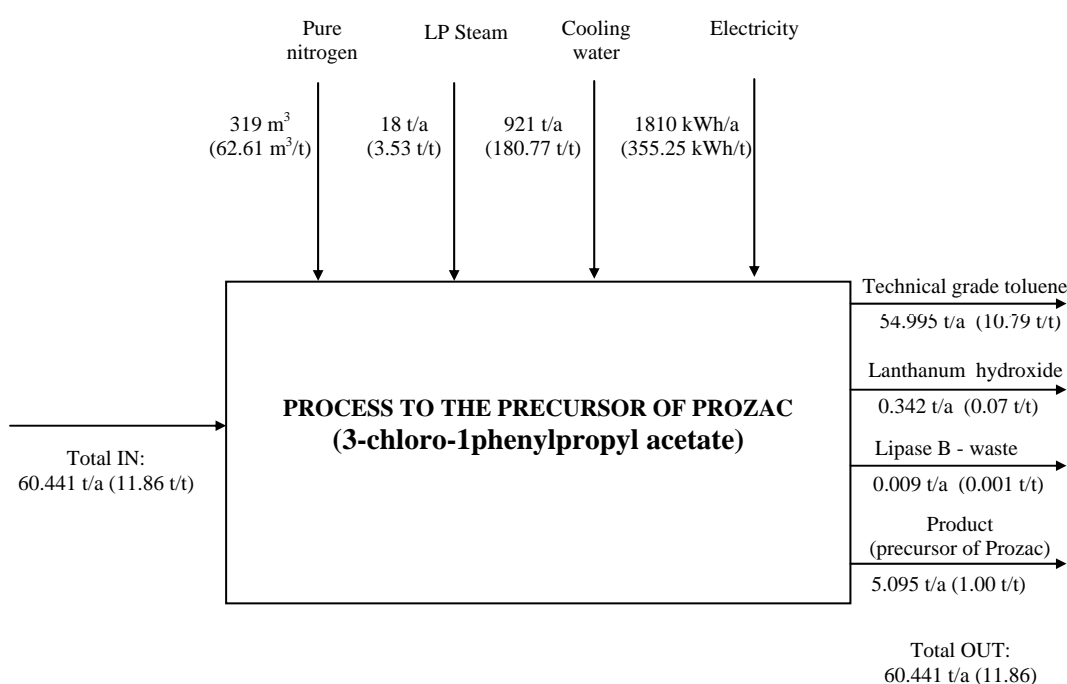 Pure
nitrogen
LP Steam
Cooling
water
Electricity
319 m³
(62.61 m³/t)
18 t/a
(3.53 t/t)
921 t/a
(180.77 t/t)
1810 kWh/a
(355.25 kWh/t)
Technical grade toluene
54.995 t/a (10.79 t/t)
Lanthanum hydroxide
0.342 t/a (0.07 t/t)
Lipase B - waste
0.009 t/a (0.001 t/t)
Product
(precursor of Prozac)
5.095 t/a (1.00 t/t)
PROCESS TO THE PRECURSOR OF PROZAC
(3-chloro-1phenylpropyl acetate)
Total IN:
60.441 t/a (11.86 t/t)
Total OUT:
60.441 t/a (11.86)